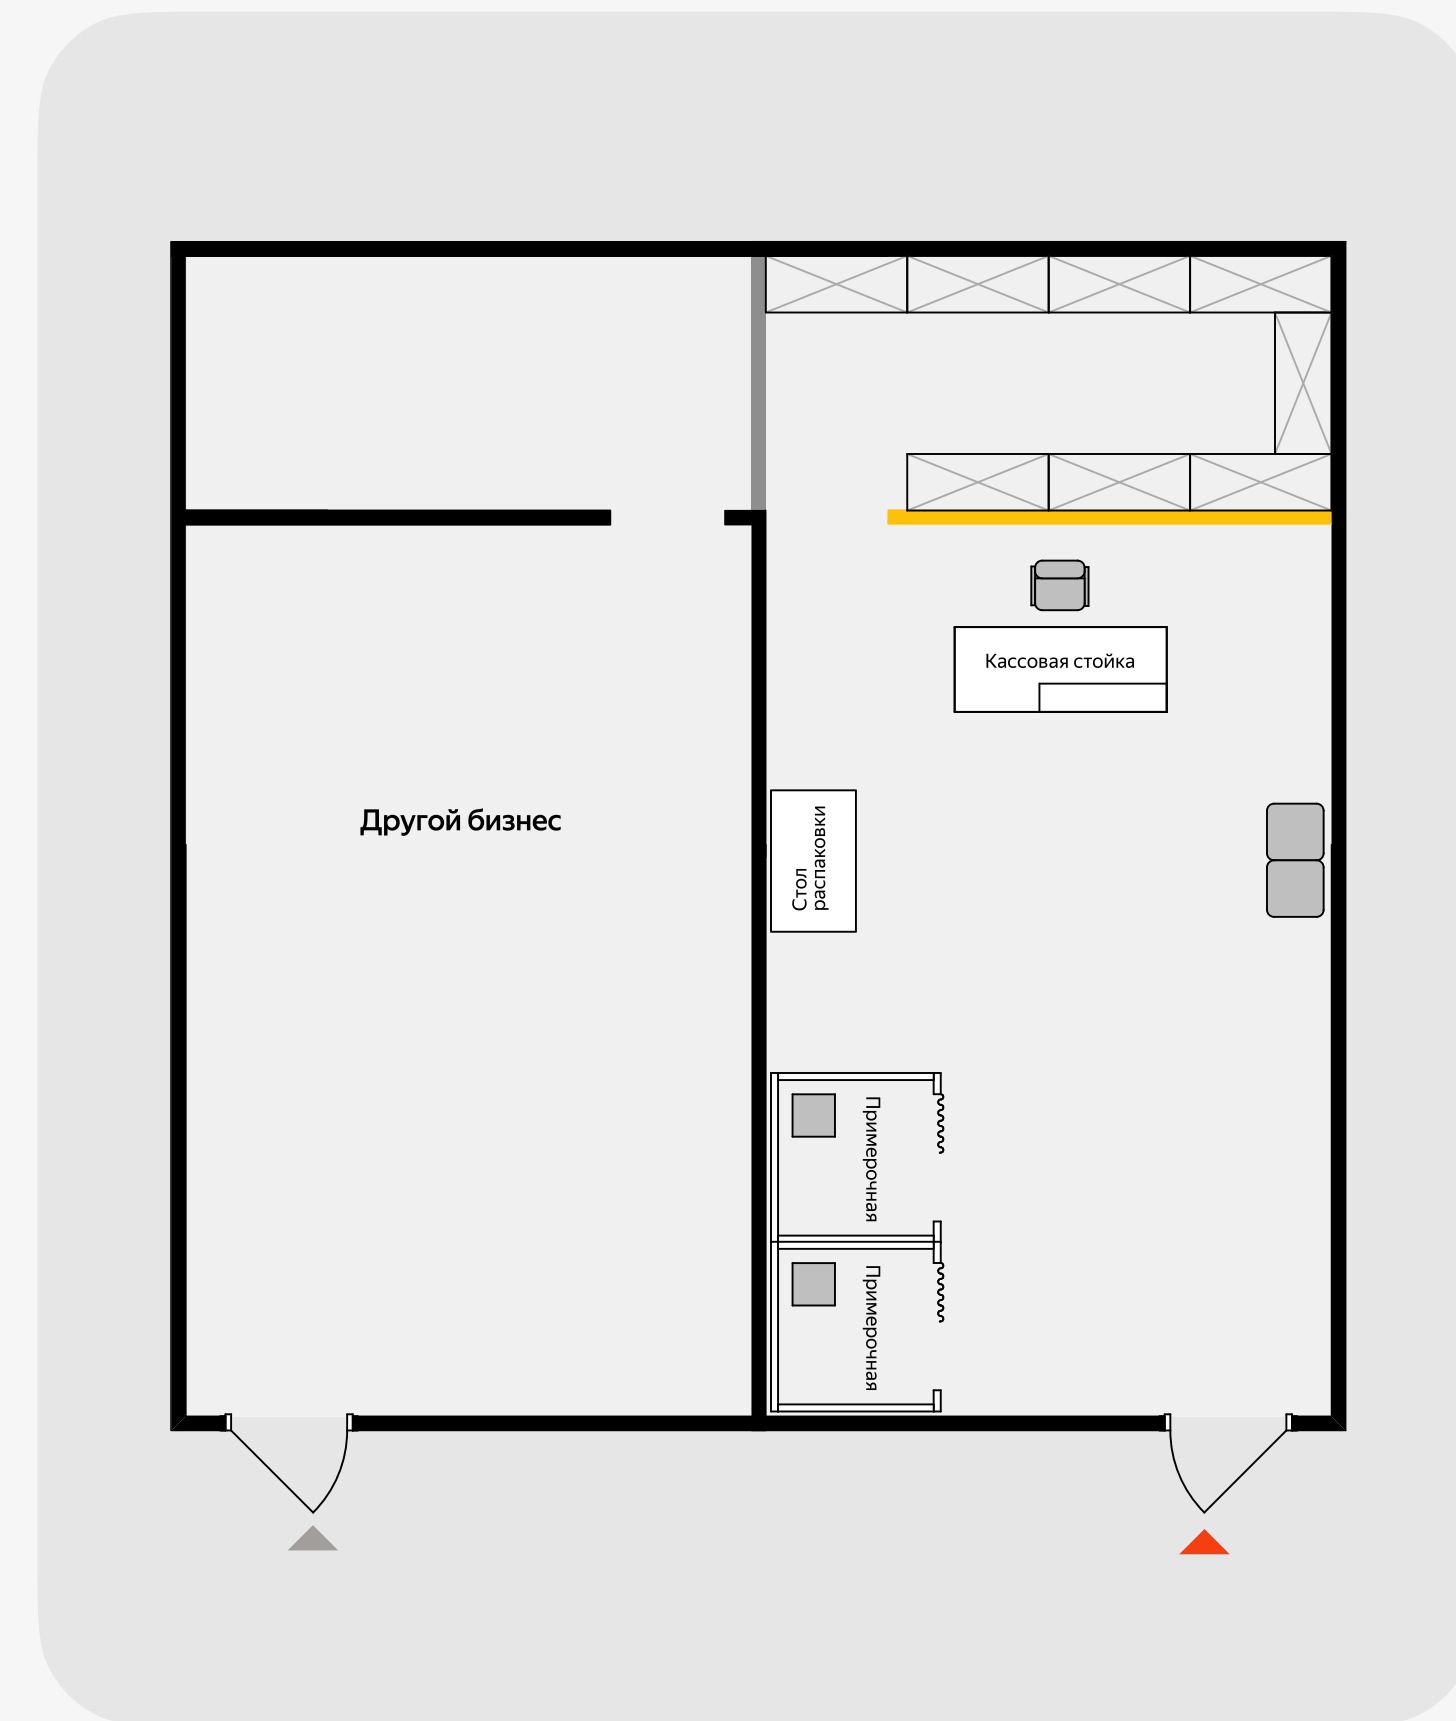 Кассовая стойка
Другой бизнес
Стол
распаковки
Примерочная
Примерочная